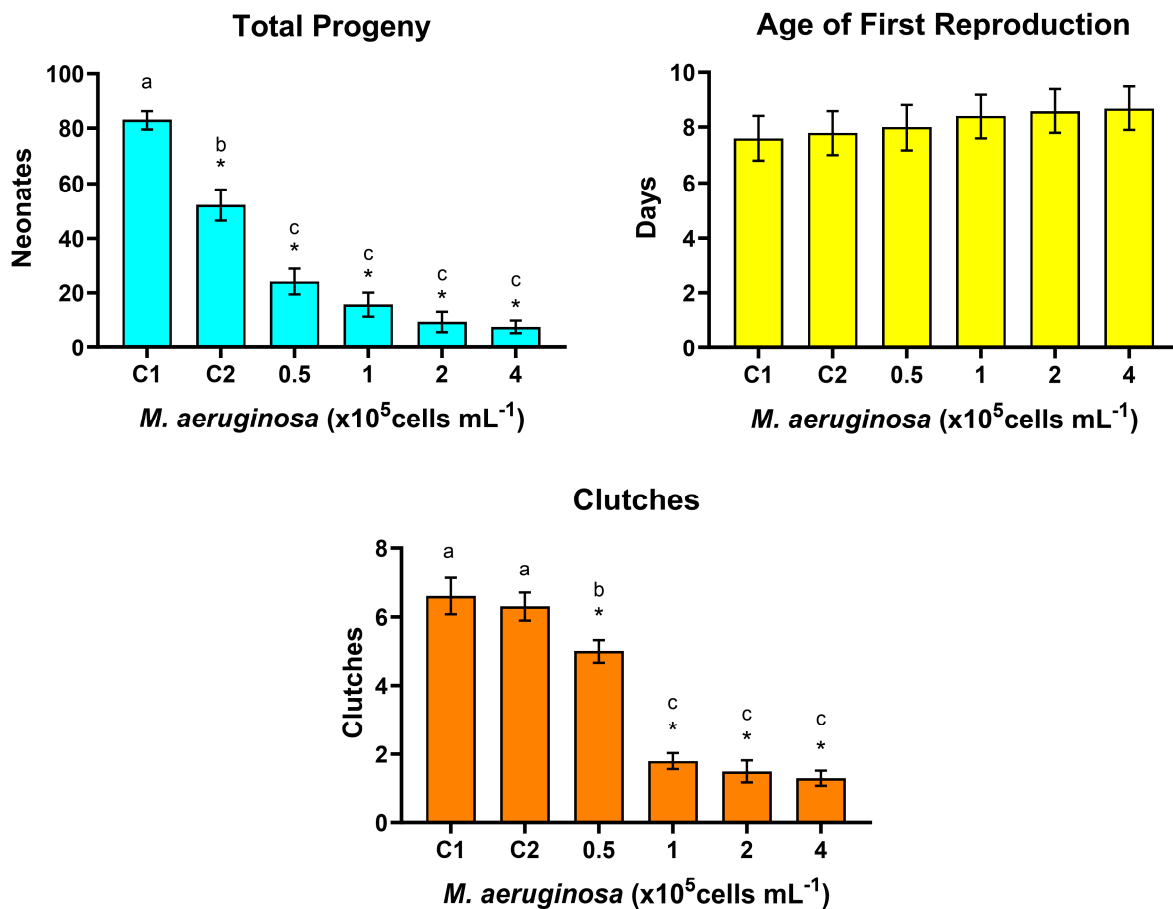 Total Progeny
100
80
60
40
20
0
Neonates
a
b
*
c
*
c
*
c
*
c
*
C1 C2 0.5 1 2 4
M. aeruginosa (x10⁵cells mL⁻¹)
Age of First Reproduction
10
8
6
4
2
0
Days
C1 C2 0.5 1 2 4
M. aeruginosa (x10⁵cells mL⁻¹)
Clutches
8
6
4
2
0
Clutches
a
a
b
*
c
*
c
*
c
*
C1 C2 0.5 1 2 4
M. aeruginosa (x10⁵cells mL⁻¹)